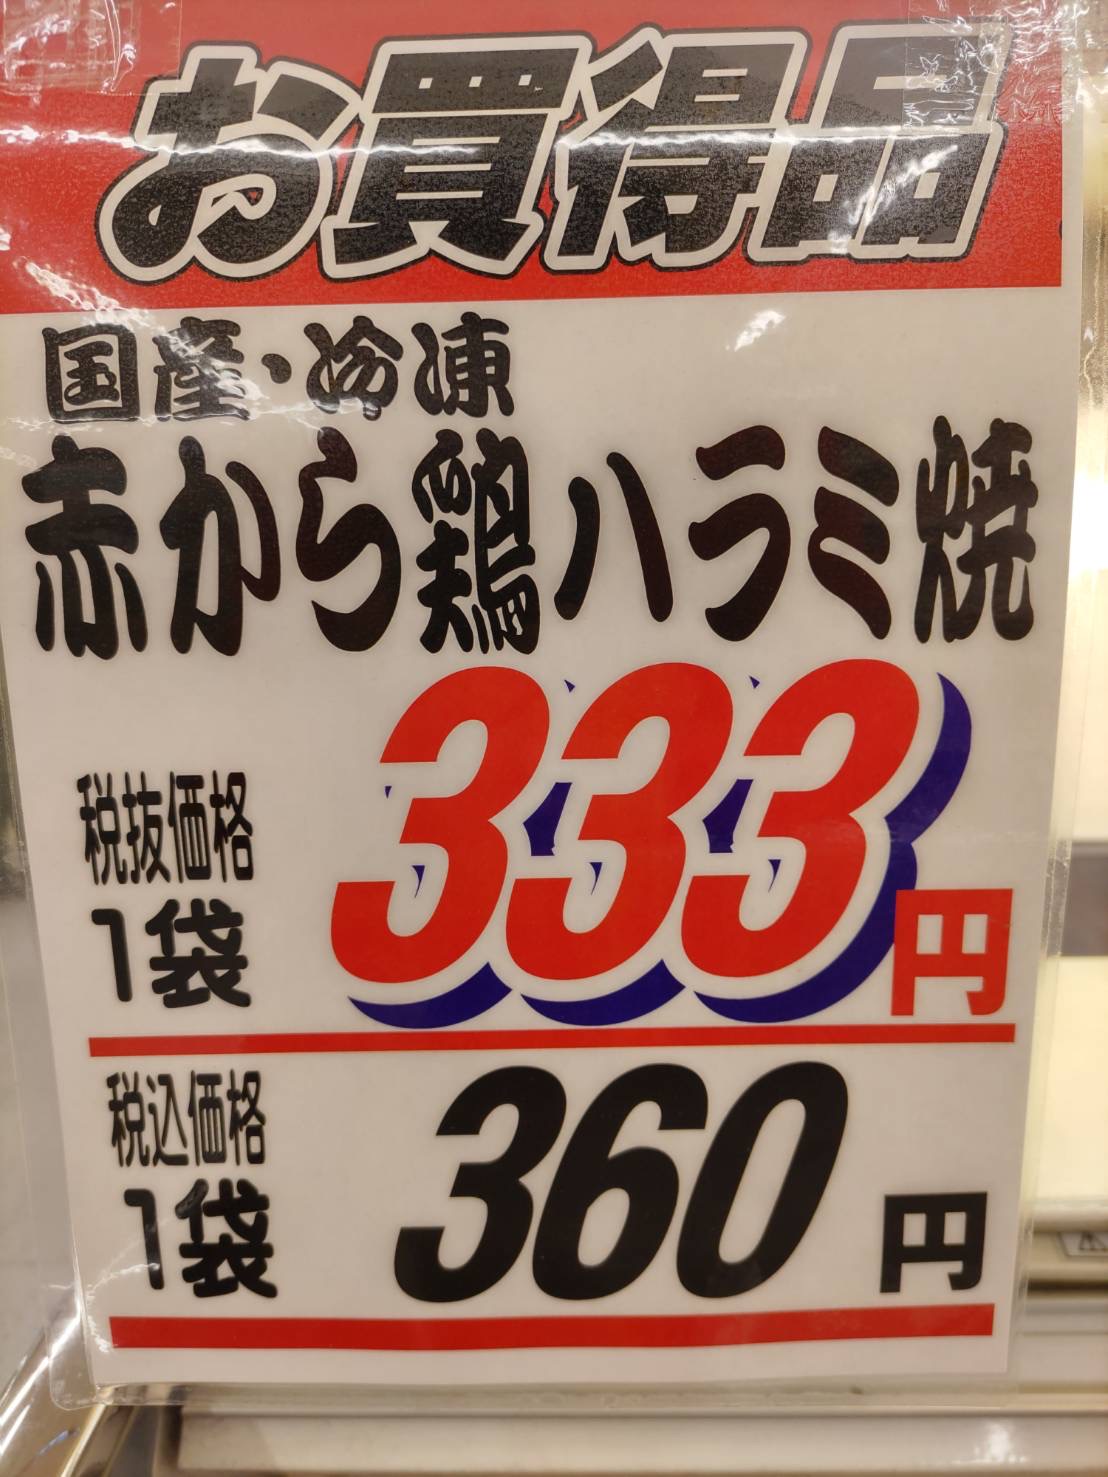 お買得品
国産・冷凍
赤から鶏ハラミ焼
税抜価格
1袋
333円
税込価格
1袋
360円